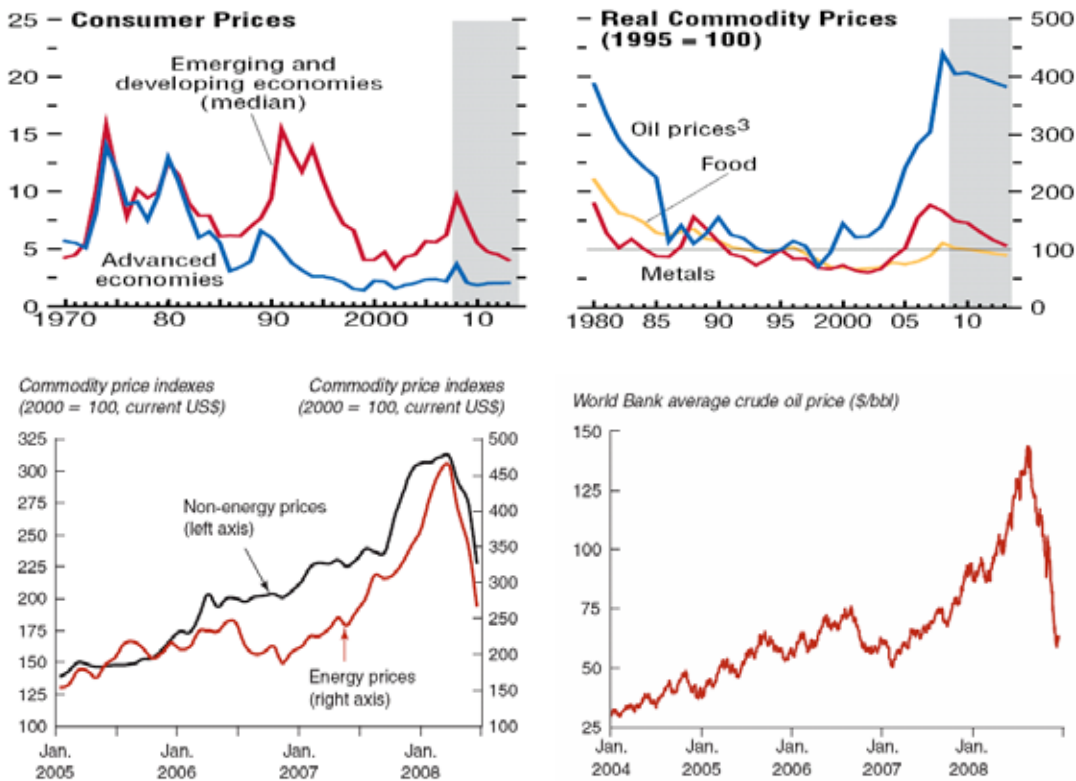 Consumer Prices
25
20
15
10
5
0
1970
80
90
2000
10
Emerging and
developing economies
(median)
Advanced
economies
Real Commodity Prices
(1995 = 100)
500
400
300
200
100
0
1980
85
90
95
2000
05
10
Oil prices3
Food
Metals
Commodity price indexes
(2000 = 100, current US$)
Commodity price indexes
(2000 = 100, current US$)
325
300
275
250
225
200
175
150
125
100
500
450
400
350
300
250
200
150
100
Non-energy prices
(left axis)
Energy prices
(right axis)
Jan.
2005
Jan.
2006
Jan.
2007
Jan.
2008
World Bank average crude oil price ($/bbl)
150
125
100
75
50
25
Jan.
2004
Jan.
2005
Jan.
2006
Jan.
2007
Jan.
2008